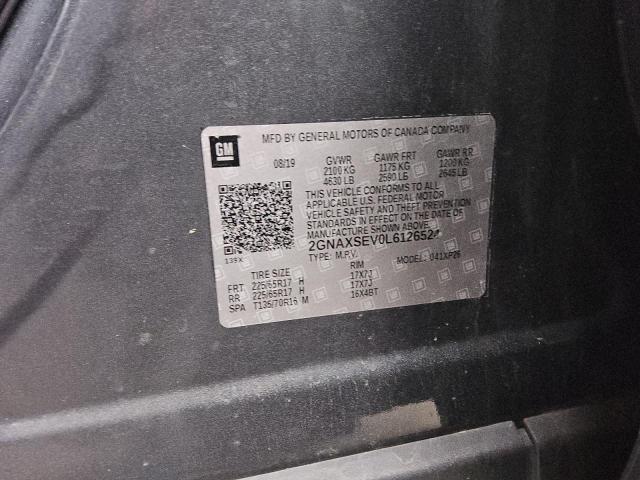 GM
MFD BY GENERAL MOTORS OF CANADA COMPANY
08/19 GVWR GAWR FRT GAWR RR
2100 KG 1175 KG 1200 KG
4630 LB 2590 LB 2645 LB
THIS VEHICLE CONFORMS TO ALL
APPLICABLE U.S. FEDERAL MOTOR
VEHICLE SAFETY AND THEFT PREVENTION
STANDARDS IN EFFECT ON THE DATE OF
MANUFACTURE SHOWN ABOVE.
2GNAXSEV0L6126524
139X TYPE: M.P.V. MODEL: 041XP26
TIRE SIZE RIM
FRT 225/65R17 H 17X7J
RR 225/65R17 H 17X7J
SPA T135/70R16 M 16X4BT